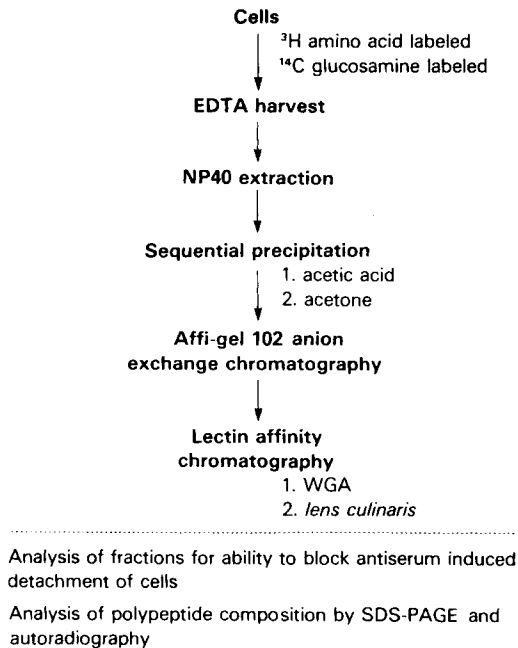 Cells
³H amino acid labeled
¹⁴C glucosamine labeled
EDTA harvest
NP40 extraction
Sequential precipitation
1. acetic acid
2. acetone
Affi-gel 102 anion
exchange chromatography
Lectin affinity
chromatography
1. WGA
2. lens culinaris
Analysis of fractions for ability to block antiserum induced
detachment of cells
Analysis of polypeptide composition by SDS-PAGE and
autoradiography